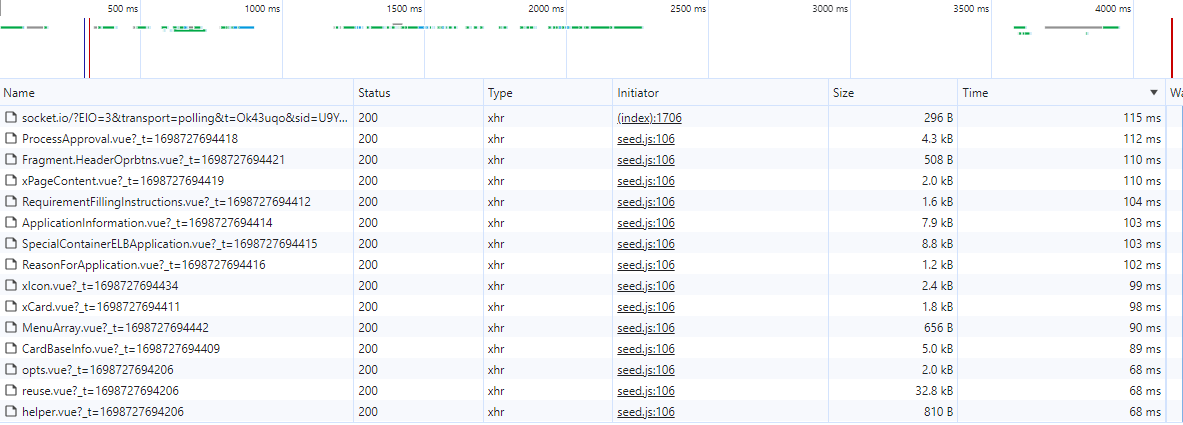 500 ms 1000 ms 1500 ms 2000 ms 2500 ms 3000 ms 3500 ms 4000 ms
Name Status Type Initiator Size Time Wa
socket.io/?EIO=3&transport=polling&t=Ok43uqo&sid=U9Y... 200 xhr (index):1706 296 B 115 ms
ProcessApproval.vue?_t=1698727694418 200 xhr seed.js:106 4.3 kB 112 ms
Fragment.HeaderOprbtns.vue?_t=1698727694421 200 xhr seed.js:106 508 B 110 ms
xPageContent.vue?_t=1698727694419 200 xhr seed.js:106 2.0 kB 110 ms
RequirementFillingInstructions.vue?_t=1698727694412 200 xhr seed.js:106 1.6 kB 104 ms
ApplicationInformation.vue?_t=1698727694414 200 xhr seed.js:106 7.9 kB 103 ms
SpecialContainerELBApplication.vue?_t=1698727694415 200 xhr seed.js:106 8.8 kB 103 ms
ReasonForApplication.vue?_t=1698727694416 200 xhr seed.js:106 1.2 kB 102 ms
xIcon.vue?_t=1698727694434 200 xhr seed.js:106 2.4 kB 99 ms
xCard.vue?_t=1698727694411 200 xhr seed.js:106 1.8 kB 98 ms
MenuArray.vue?_t=1698727694442 200 xhr seed.js:106 656 B 90 ms
CardBaseInfo.vue?_t=1698727694409 200 xhr seed.js:106 5.0 kB 89 ms
opts.vue?_t=1698727694206 200 xhr seed.js:106 2.0 kB 68 ms
reuse.vue?_t=1698727694206 200 xhr seed.js:106 32.8 kB 68 ms
helper.vue?_t=1698727694206 200 xhr seed.js:106 810 B 68 ms